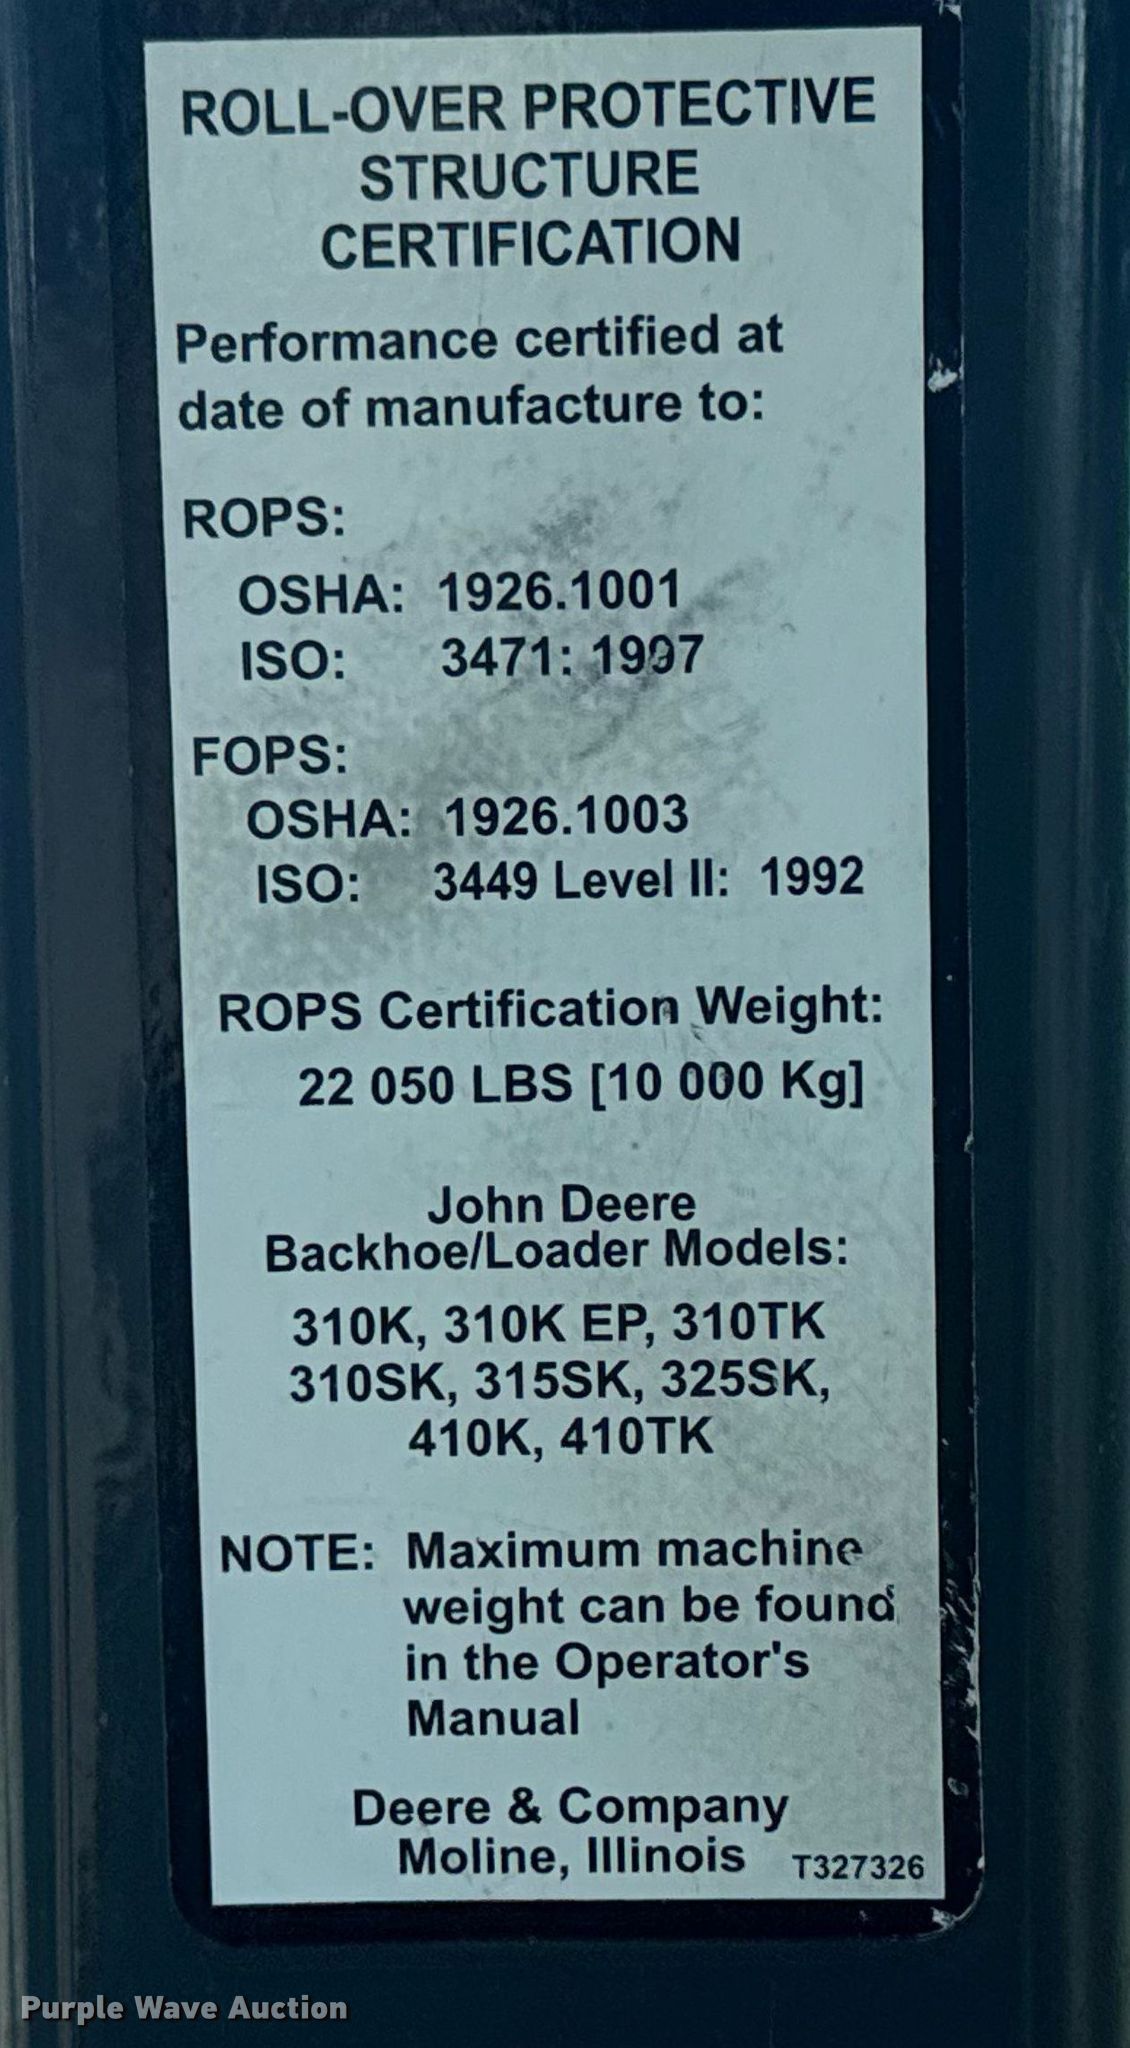 ROLL-OVER PROTECTIVE
STRUCTURE
CERTIFICATION
Performance certified at
date of manufacture to:
ROPS:
OSHA: 1926.1001
ISO: 3471: 1997
FOPS:
OSHA: 1926.1003
ISO: 3449 Level II: 1992
ROPS Certification Weight:
22 050 LBS [10 000 Kg]
John Deere
Backhoe/Loader Models:
310K, 310K EP, 310TK
310SK, 315SK, 325SK,
410K, 410TK
NOTE: Maximum machine
weight can be found
in the Operator's
Manual
Deere & Company
Moline, Illinois T327326
Purple Wave Auction